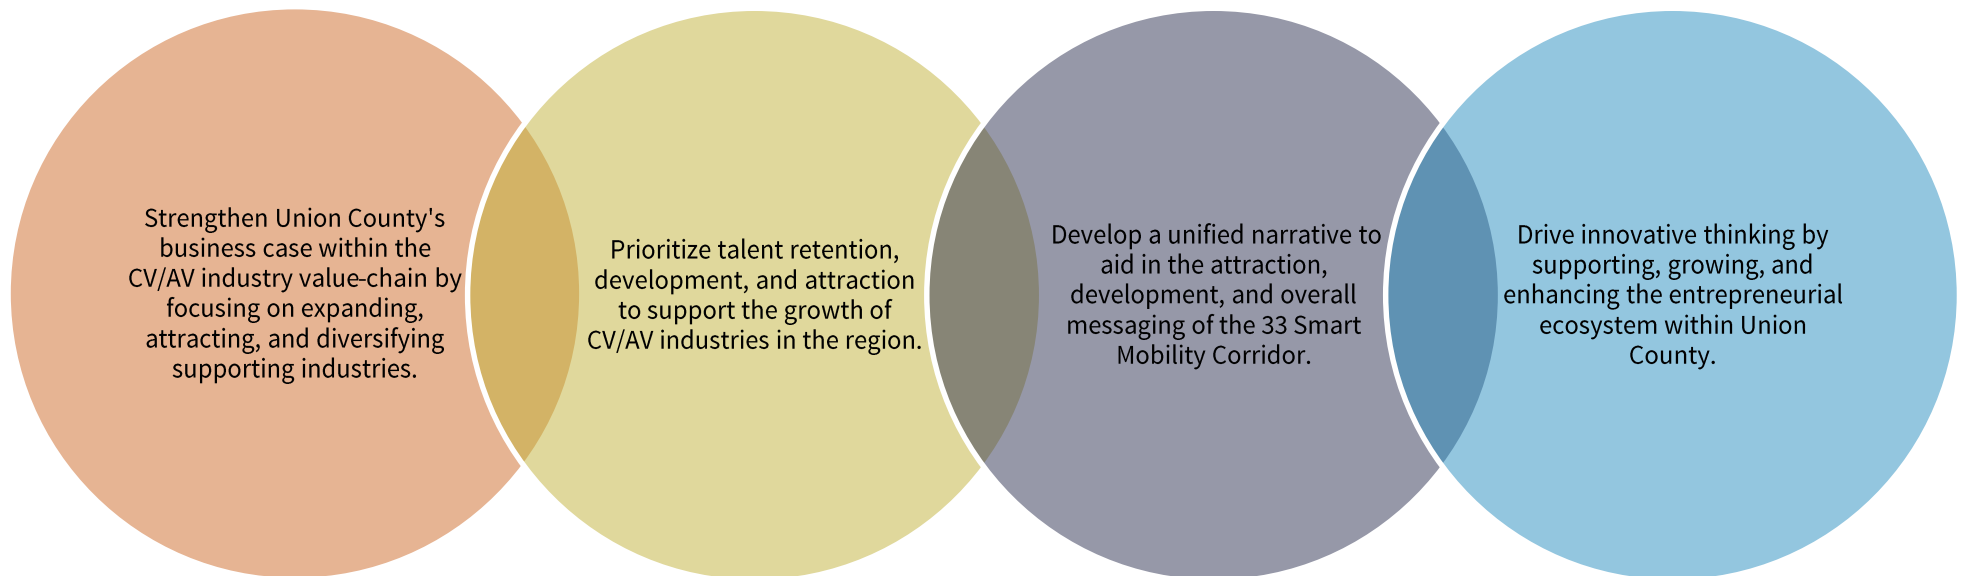 Strengthen Union County's
business case within the
CV/AV industry value-chain by
focusing on expanding,
attracting, and diversifying
supporting industries.
Prioritize talent retention,
development, and attraction
to support the growth of
CV/AV industries in the region.
Develop a unified narrative to
aid in the attraction,
development, and overall
messaging of the 33 Smart
Mobility Corridor.
Drive innovative thinking by
supporting, growing, and
enhancing the entrepreneurial
ecosystem within Union
County.